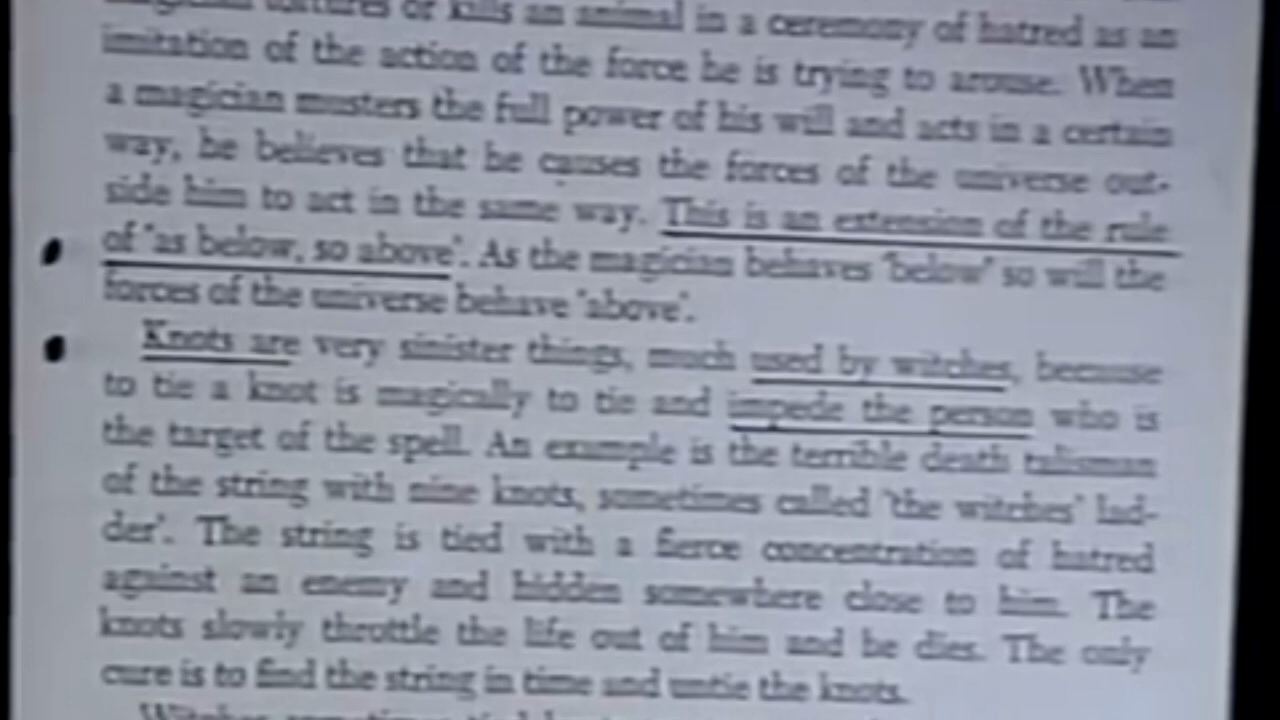 magician tortures or kills an animal in a ceremony of hatred as an
imitation of the action of the force he is trying to arouse. When
a magician musters the full power of his will and acts in a certain
way, he believes that he causes the forces of the universe out-
side him to act in the same way. This is an extension of the rule
of 'as below, so above'. As the magician behaves 'below' so will the
forces of the universe behave 'above'.
Knots are very sinister things, much used by witches, because
to tie a knot is magically to tie and impede the person who is
the target of the spell. An example is the terrible death talisman
of the string with nine knots, sometimes called 'the witches' lad-
der'. The string is tied with a fierce concentration of hatred
against an enemy and hidden somewhere close to him. The
knots slowly throttle the life out of him and he dies. The only
cure is to find the string in time and untie the knots.
Witches sometimes tied